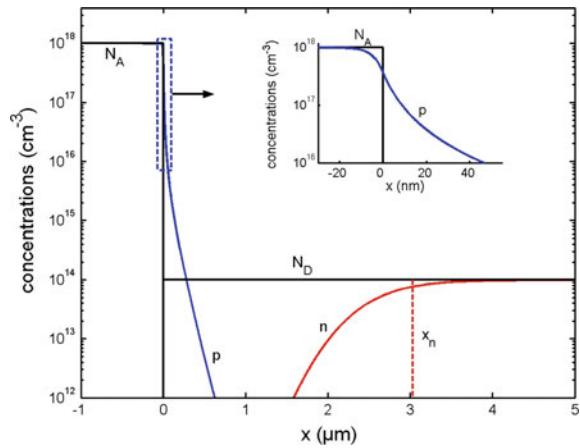 10^18
10^17
10^16
10^15
10^14
10^13
10^12
concentrations (cm^-3)
N_A
p
N_D
n
x_n
-1
0
1
2
3
4
5
x (μm)
10^18
10^17
10^16
concentrations (cm^-3)
N_A
p
-20
0
20
40
x (nm)